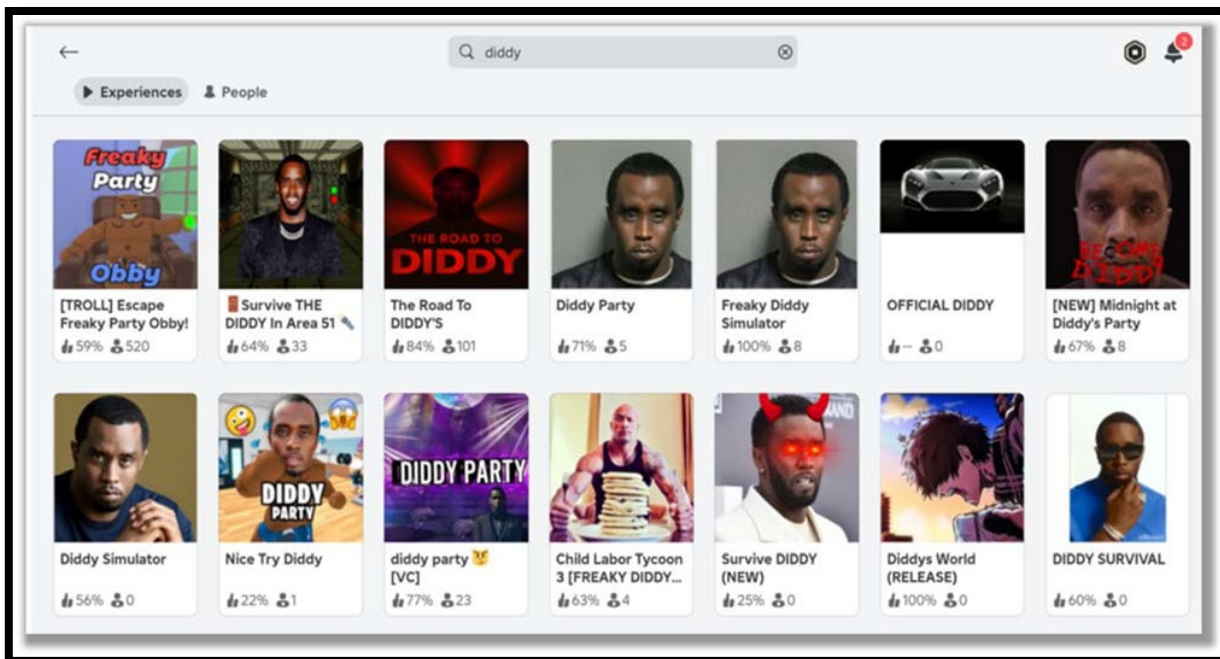 diddy
2
Experiences
People
Freaky
Party
Obby
THE ROAD TO
DIDDY
BECOME
DIDDY
[TROLL] Escape
Freaky Party Obby!
59% 520
Survive THE
DIDDY In Area 51
64% 33
The Road To
DIDDY'S
84% 101
Diddy Party
71% 5
Freaky Diddy
Simulator
100% 8
OFFICIAL DIDDY
-- 0
[NEW] Midnight at
Diddy's Party
67% 8
DIDDY
PARTY
DIDDY PARTY
Diddy Simulator
56% 0
Nice Try Diddy
22% 1
diddy party
[VC]
77% 23
Child Labor Tycoon
3 [FREAKY DIDDY...
63% 4
Survive DIDDY
(NEW)
25% 0
Diddys World
(RELEASE)
100% 0
DIDDY SURVIVAL
60% 0